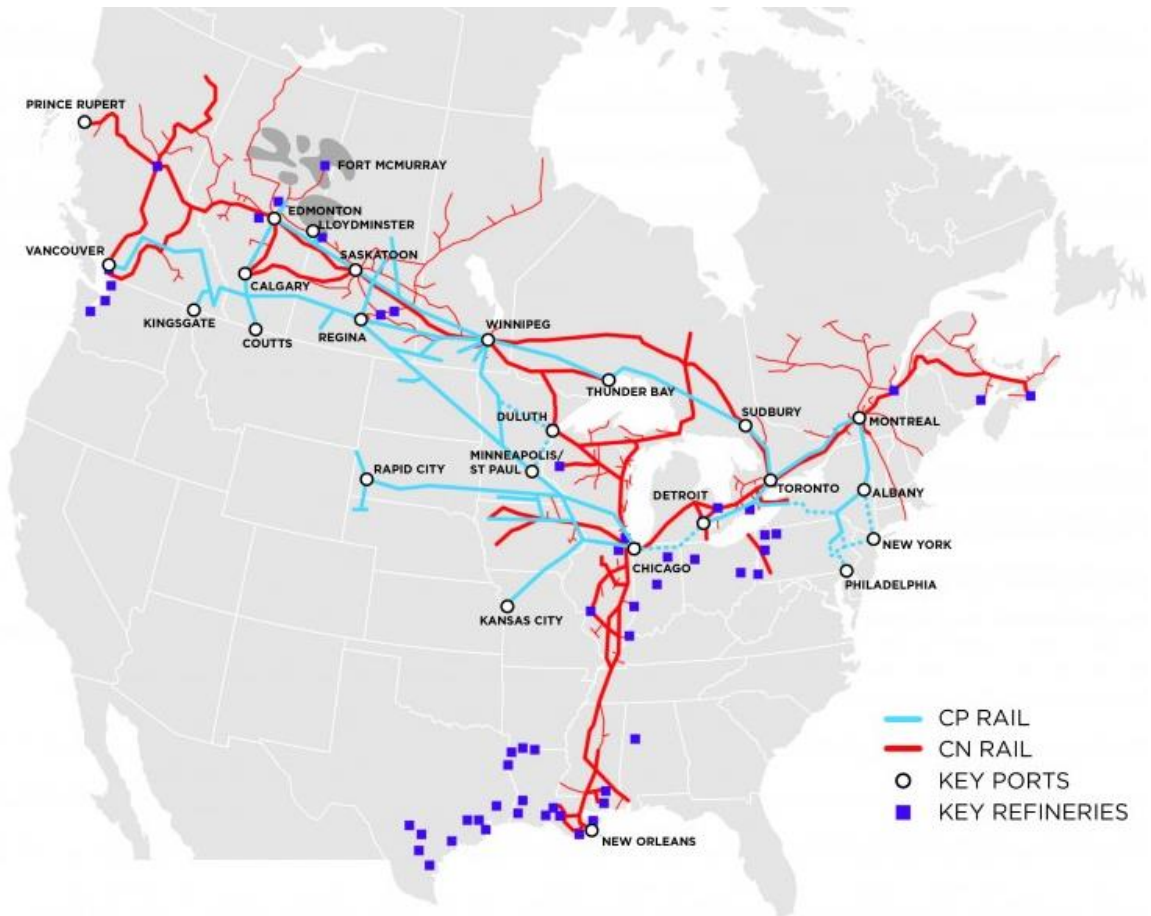 PRINCE RUPERT
FORT MCMURRAY
EDMONTON
LLOYDMINSTER
VANCOUVER
SASKATOON
CALGARY
KINGSGATE
COUTTS
REGINA
WINNIPEG
THUNDER BAY
SUDBURY
DULUTH
MONTREAL
MINNEAPOLIS/
ST PAUL
RAPID CITY
DETROIT
TORONTO
ALBANY
NEW YORK
CHICAGO
PHILADELPHIA
KANSAS CITY
NEW ORLEANS
CP RAIL
CN RAIL
KEY PORTS
KEY REFINERIES